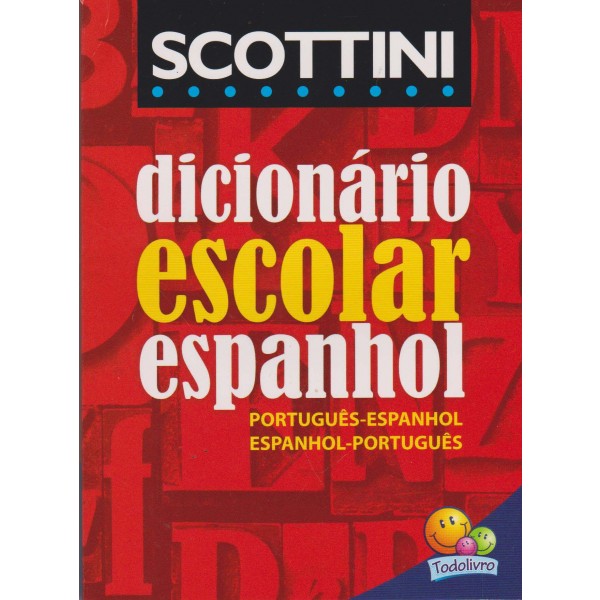 SCOTTINI
dicionário
escolar
espanhol
PORTUGUÊS-ESPANHOL
ESPANHOL-PORTUGUÊS
Todolivro